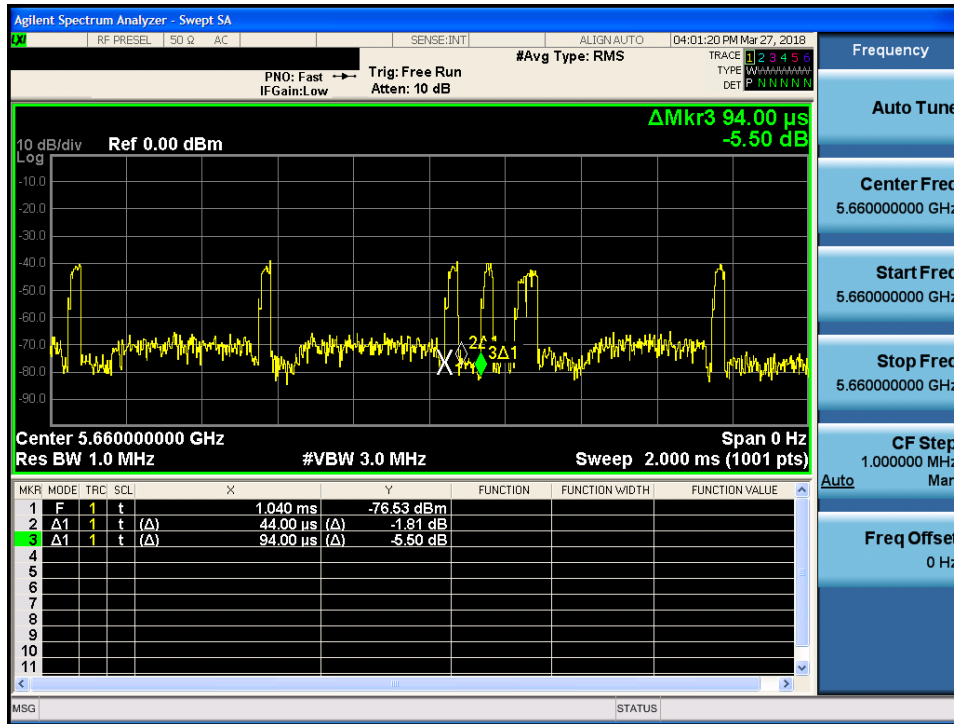 Agilent Spectrum Analyzer - Swept SA
LXI RF PRESEL 50 Ω AC SENSE:INT ALIGNAUTO 04:01:20 PM Mar 27, 2018
#Avg Type: RMS
TRACE 1 2 3 4 5 6
PNO: Fast Trig: Free Run
TYPE
IFGain:Low Atten: 10 dB
DET P N N N N N
ΔMkr3 94.00 µs
-5.50 dB
10 dB/div Ref 0.00 dBm
Log
-10.0
-20.0
-30.0
-40.0
-50.0
-60.0
-70.0
-80.0
-90.0
3Δ1
Center 5.660000000 GHz Span 0 Hz
Res BW 1.0 MHz #VBW 3.0 MHz Sweep 2.000 ms (1001 pts)
MKR MODE TRC SCL X Y FUNCTION FUNCTION WIDTH FUNCTION VALUE
1 F 1 t 1.040 ms -76.53 dBm
2 Δ1 1 t (Δ) 44.00 µs (Δ) -1.81 dB
3 Δ1 1 t (Δ) 94.00 µs (Δ) -5.50 dB
4
5
6
7
8
9
10
11
MSG STATUS
Frequency
Auto Tune
Center Freq
5.660000000 GHz
Start Freq
5.660000000 GHz
Stop Freq
5.660000000 GHz
CF Step
1.000000 MHz
Auto Man
Freq Offset
0 Hz